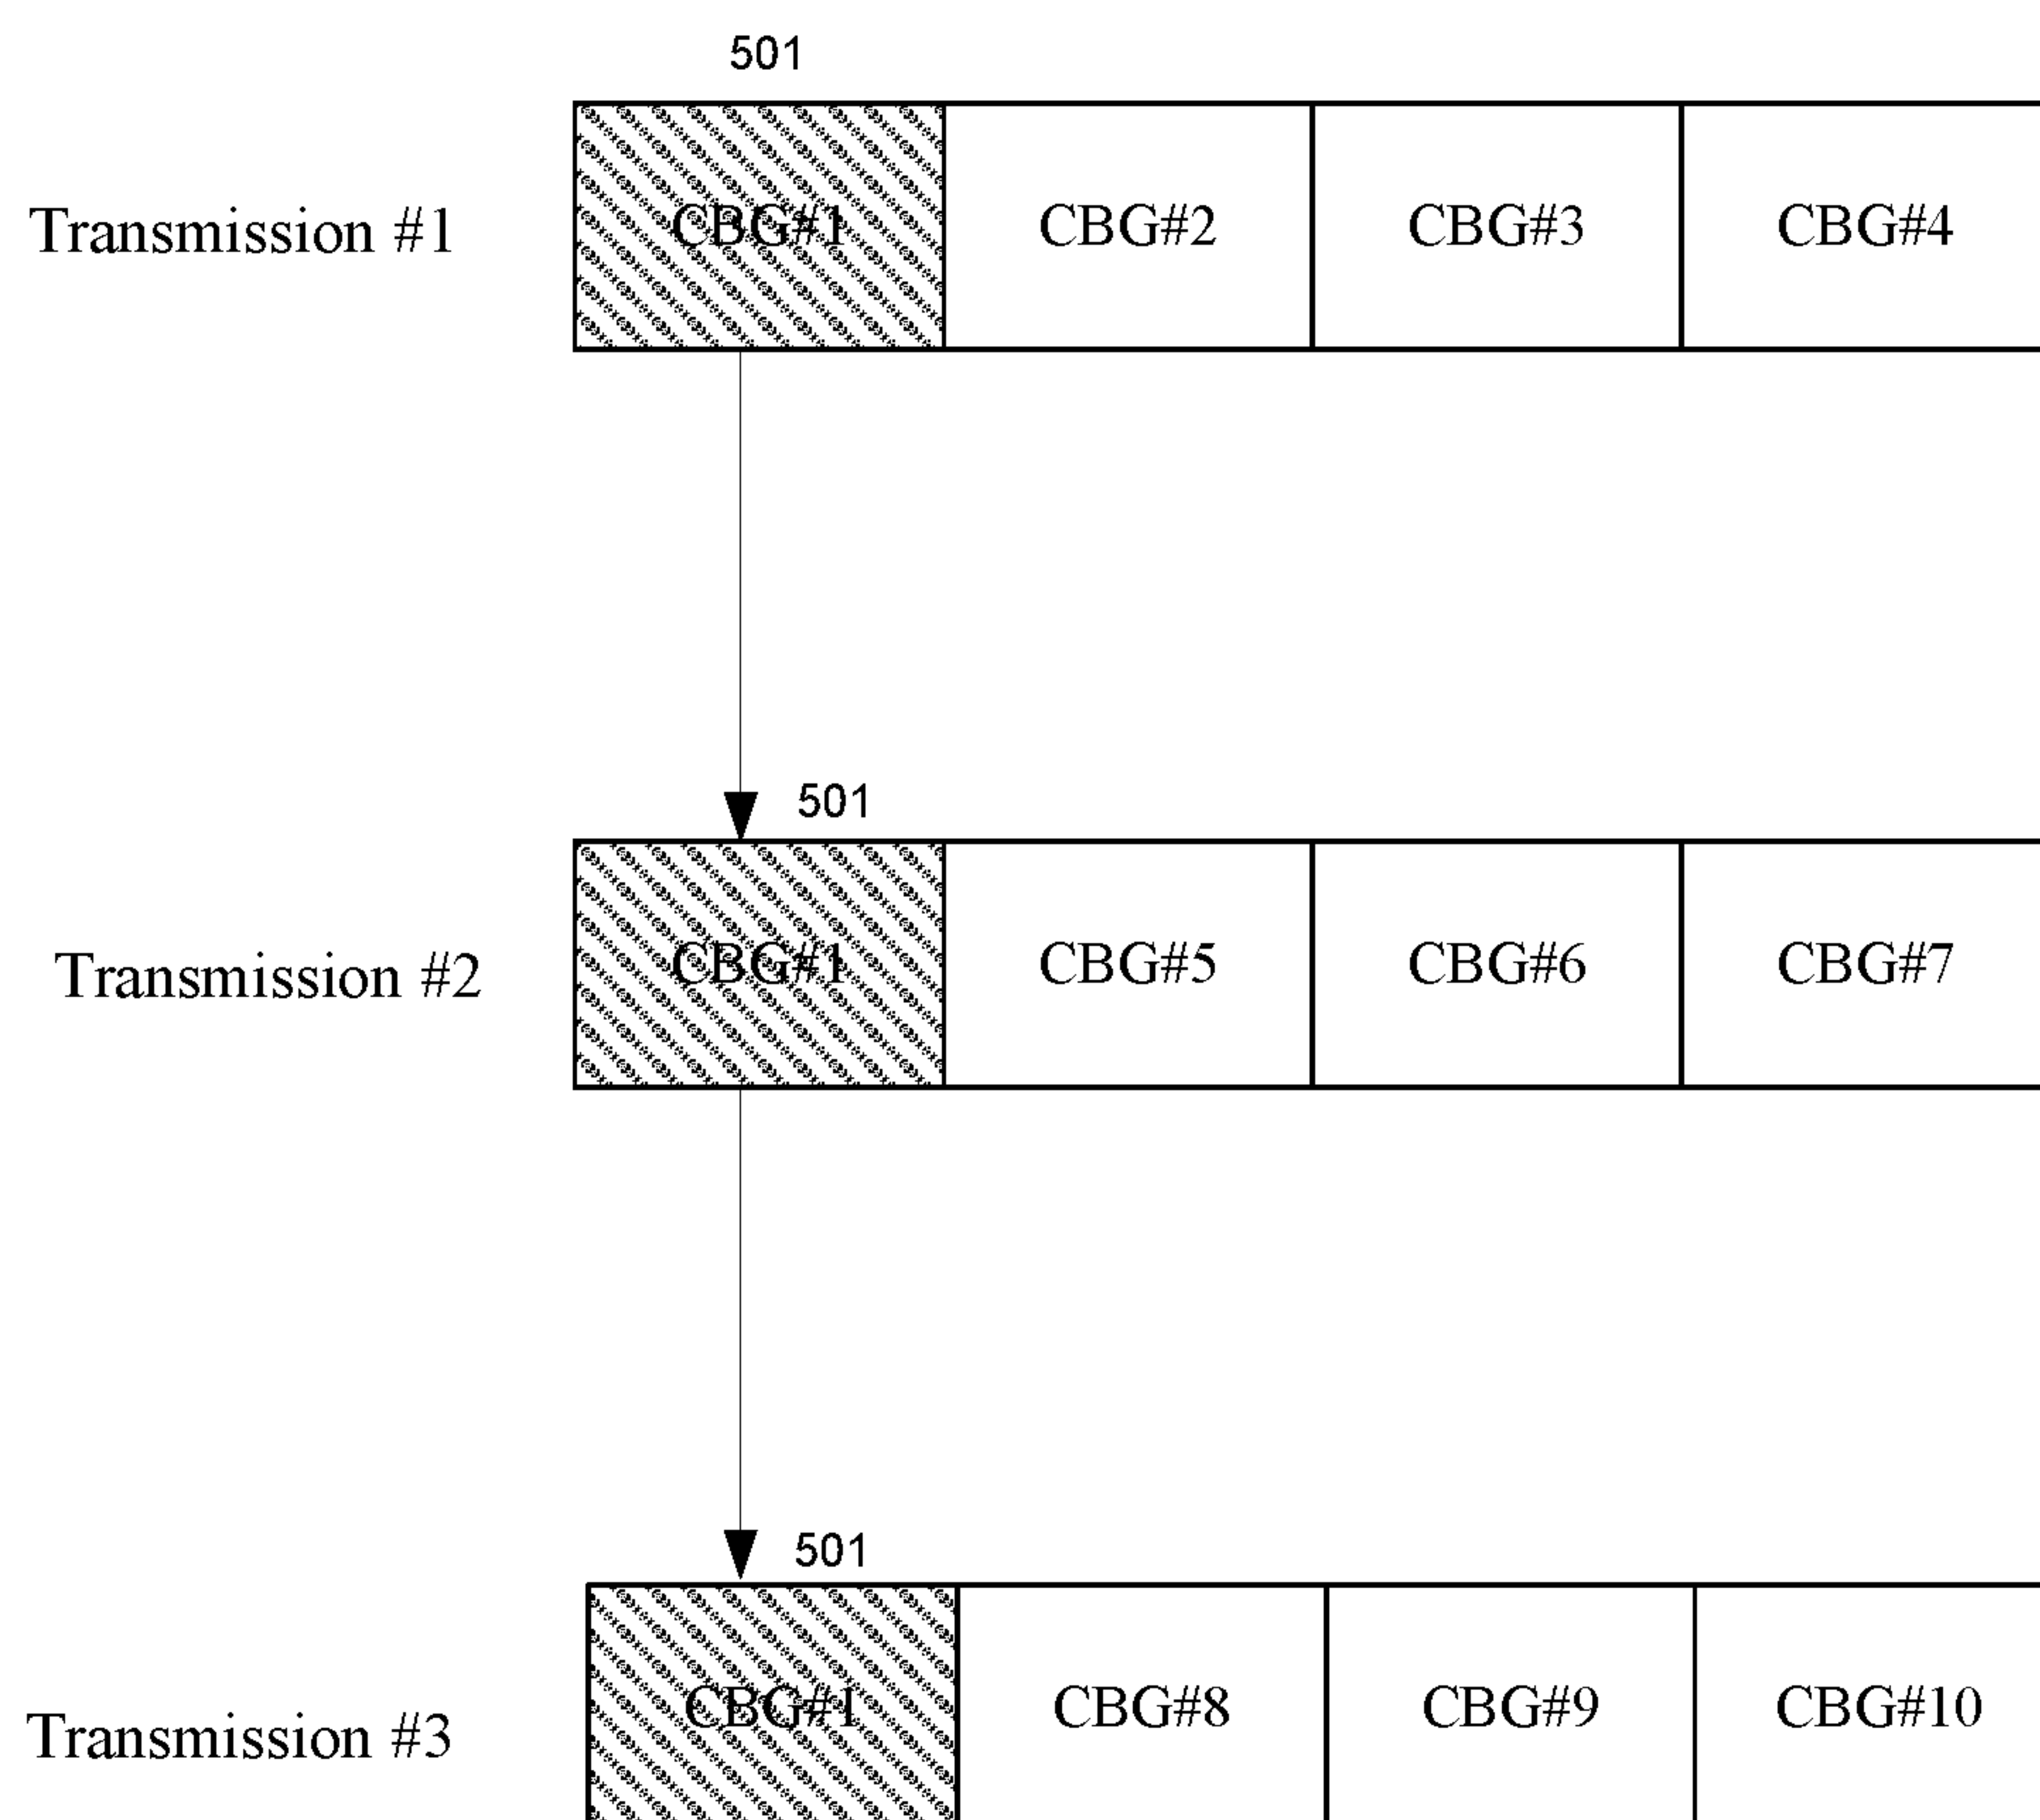 501
Transmission #1 CBG#1 CBG#2 CBG#3 CBG#4
501
Transmission #2 CBG#1 CBG#5 CBG#6 CBG#7
501
Transmission #3 CBG#1 CBG#8 CBG#9 CBG#10